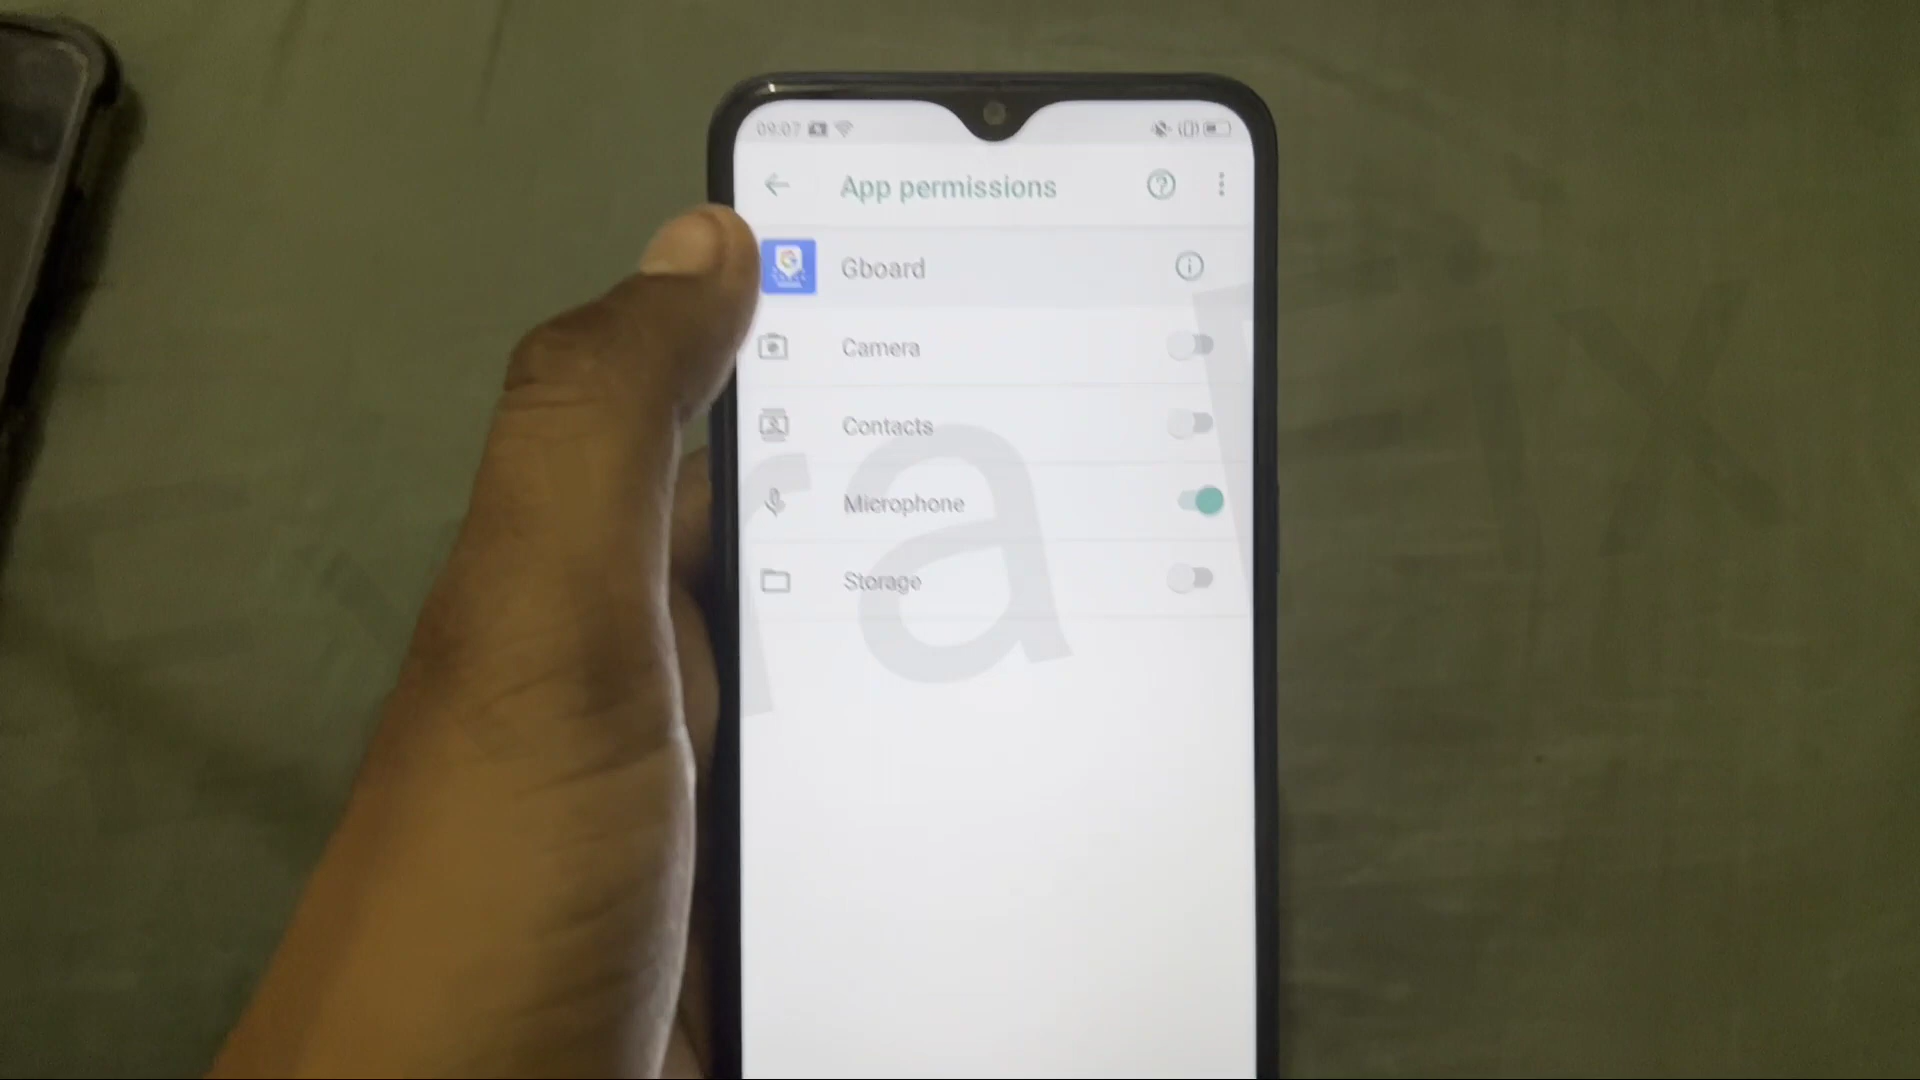 09:07
App permissions
Gboard
Camera
Contacts
Microphone
Storage